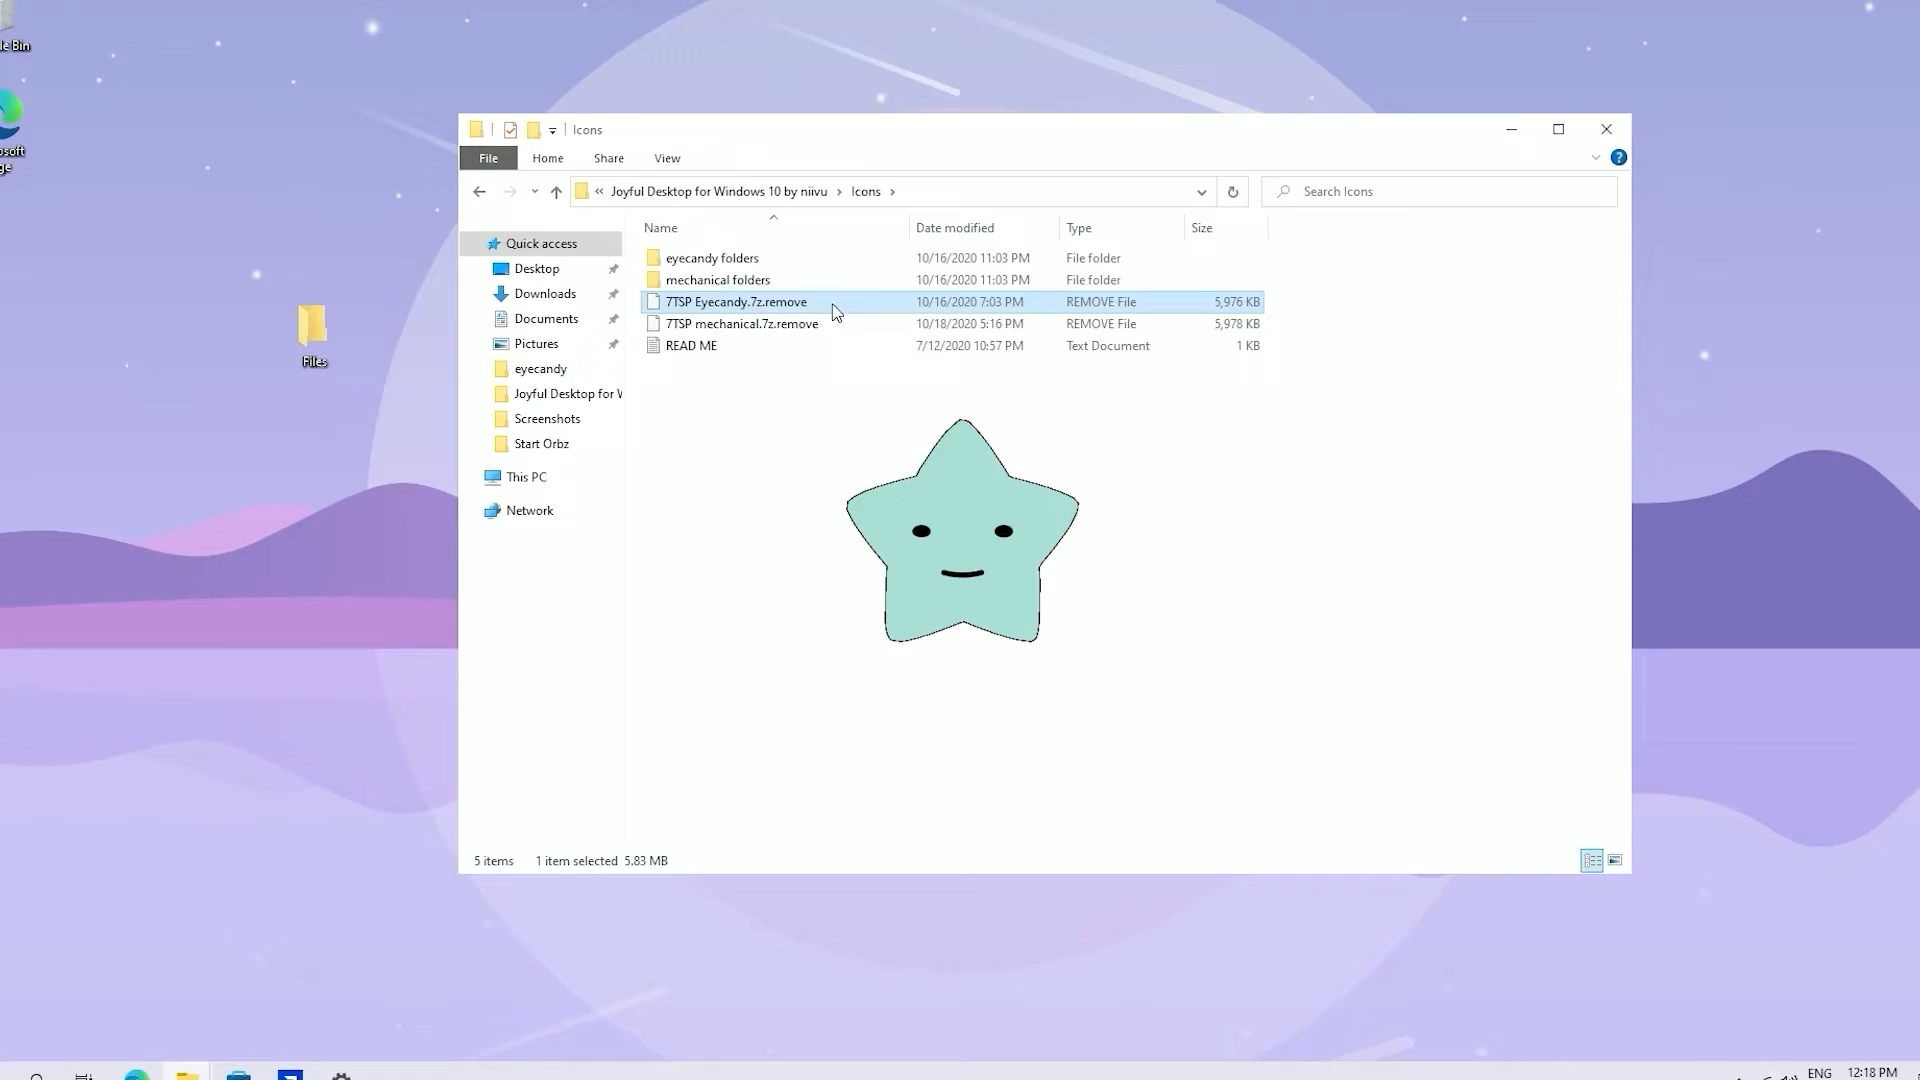 le Bin
osoft
ge
Files
Icons
File Home Share View
« Joyful Desktop for Windows 10 by niivu › Icons › Search Icons
Name Date modified Type Size
eyecandy folders 10/16/2020 11:03 PM File folder
mechanical folders 10/16/2020 11:03 PM File folder
7TSP Eyecandy.7z.remove 10/16/2020 7:03 PM REMOVE File 5,976 KB
7TSP mechanical.7z.remove 10/18/2020 5:16 PM REMOVE File 5,978 KB
READ ME 7/12/2020 10:57 PM Text Document 1 KB
Quick access
Desktop
Downloads
Documents
Pictures
eyecandy
Joyful Desktop for W
Screenshots
Start Orbz
This PC
Network
5 items 1 item selected 5.83 MB
ENG 12:18 PM